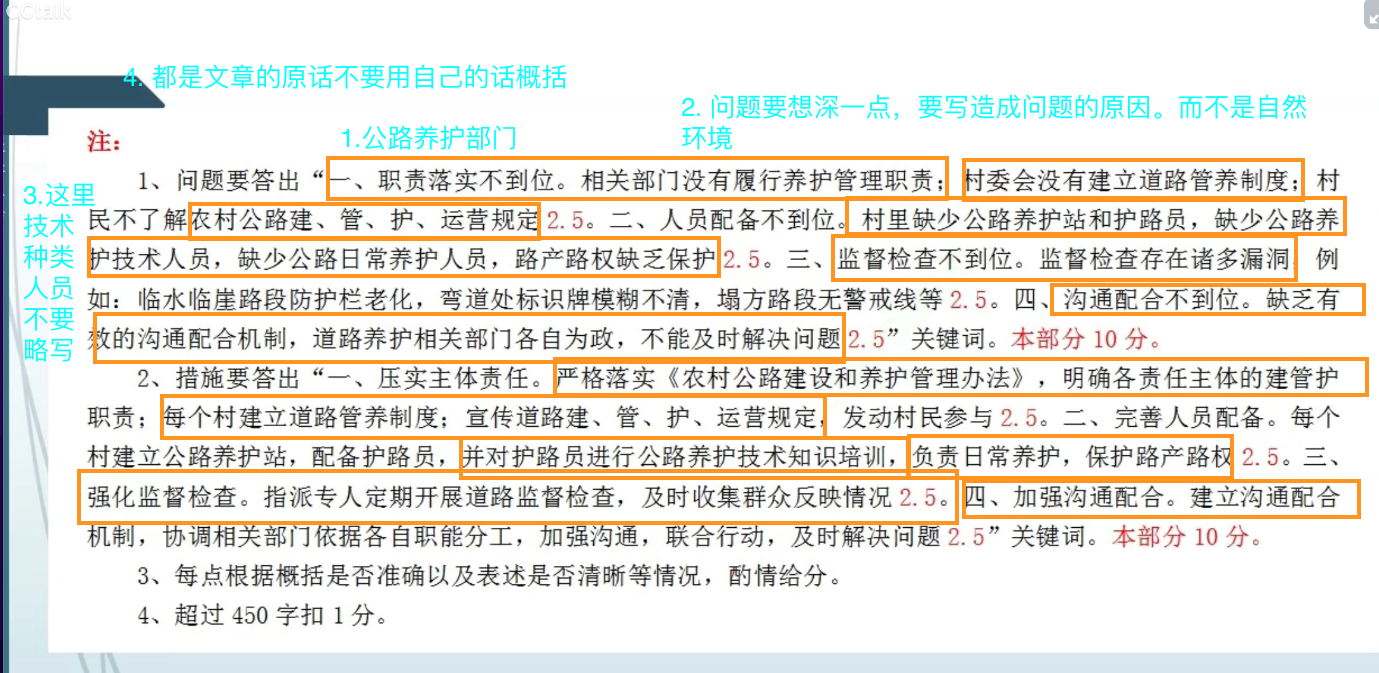 CCtalk
4. 都是文章的原话不要用自己的话概括
2. 问题要想深一点，要写造成问题的原因。而不是自然
环境
1.公路养护部门
注：
3.这里
技术
种类
人员
不要
略写
1、问题要答出“一、职责落实不到位。相关部门没有履行养护管理职责；村委会没有建立道路管养制度；村
民不了解农村公路建、管、护、运营规定 2.5。二、人员配备不到位。村里缺少公路养护站和护路员，缺少公路养
护技术人员，缺少公路日常养护人员，路产路权缺乏保护 2.5。三、监督检查不到位。监督检查存在诸多漏洞，例
如：临水临崖路段防护栏老化，弯道处标识牌模糊不清，塌方路段无警戒线等 2.5。四、沟通配合不到位。缺乏有
效的沟通配合机制，道路养护相关部门各自为政，不能及时解决问题 2.5”关键词。本部分 10 分。
2、措施要答出“一、压实主体责任。严格落实《农村公路建设和养护管理办法》，明确各责任主体的建管护
职责；每个村建立道路管养制度；宣传道路建、管、护、运营规定，发动村民参与 2.5。二、完善人员配备。每个
村建立公路养护站，配备护路员，并对护路员进行公路养护技术知识培训，负责日常养护，保护路产路权 2.5。三、
强化监督检查。指派专人定期开展道路监督检查，及时收集群众反映情况 2.5。四、加强沟通配合。建立沟通配合
机制，协调相关部门依据各自职能分工，加强沟通，联合行动，及时解决问题 2.5”关键词。本部分 10 分。
3、每点根据概括是否准确以及表述是否清晰等情况，酌情给分。
4、超过 450 字扣 1 分。